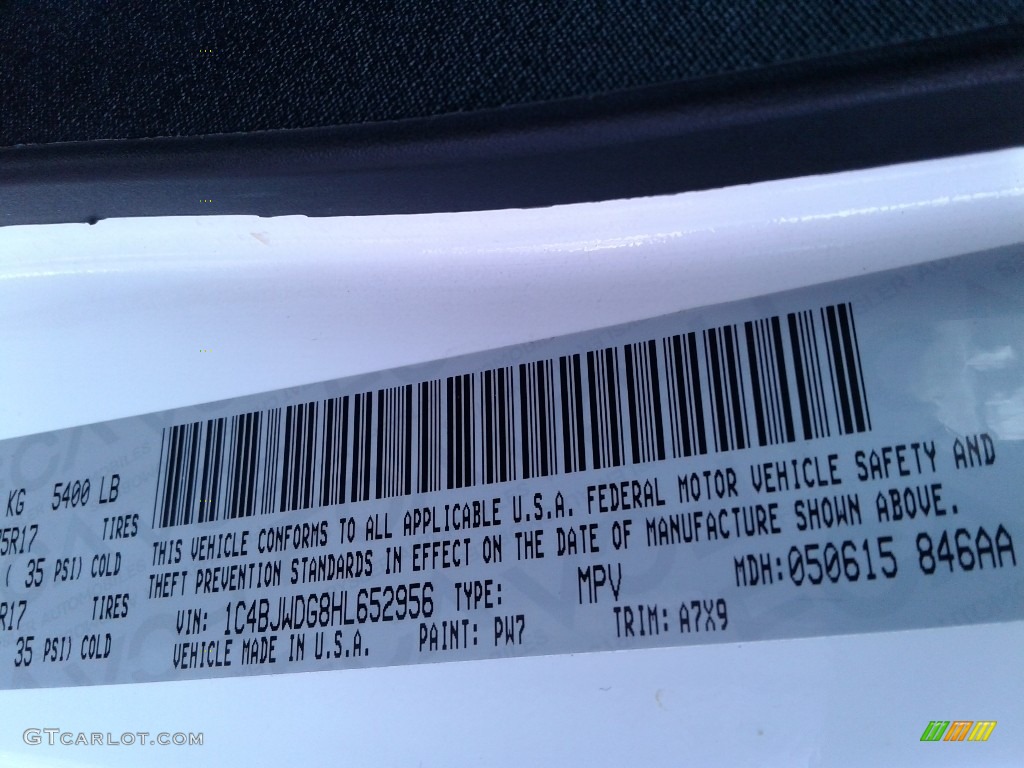 KG 5400 LB
5R17 TIRES
( 35 PSI) COLD
R17 TIRES
35 PSI) COLD
THIS VEHICLE CONFORMS TO ALL APPLICABLE U.S.A. FEDERAL MOTOR VEHICLE SAFETY AND
THEFT PREVENTION STANDARDS IN EFFECT ON THE DATE OF MANUFACTURE SHOWN ABOVE.
VIN: 1C4BJWDG8HL652956 TYPE: MPV MDH:050615 846AA
VEHICLE MADE IN U.S.A. PAINT: PW7 TRIM: A7X9
GTCARLOT.COM